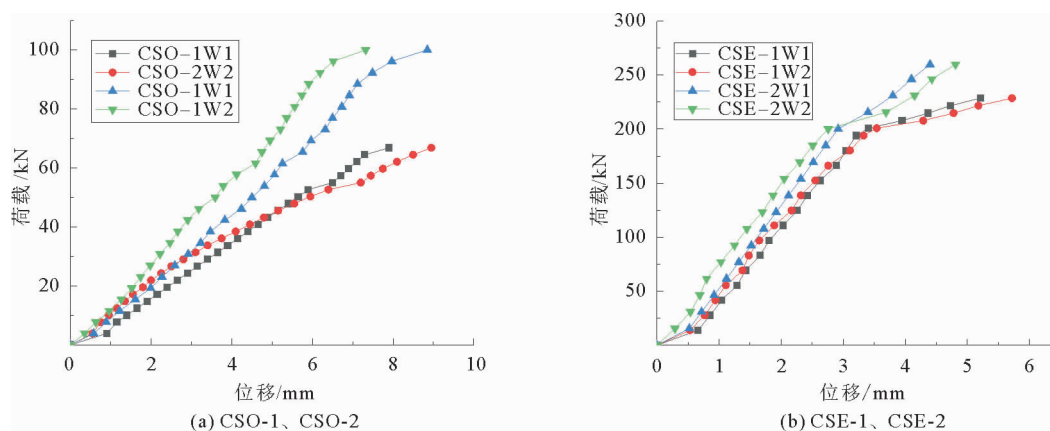 100
80
60
40
20
荷载/kN
CSO-1W1
CSO-2W2
CSO-1W1
CSO-1W2
0 2 4 6 8 10
位移/mm
(a) CSO-1、CSO-2
300
250
200
150
100
50
荷载/kN
CSE-1W1
CSE-1W2
CSE-2W1
CSE-2W2
0 1 2 3 4 5 6
位移/mm
(b) CSE-1、CSE-2